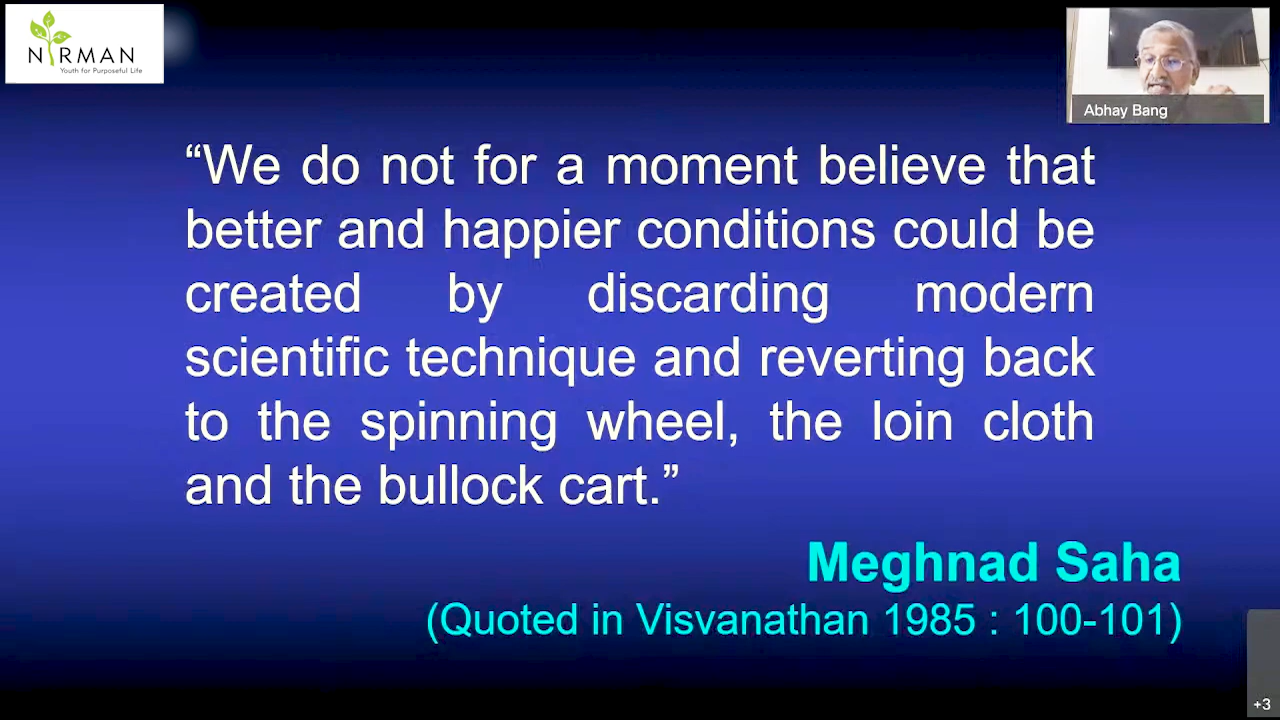 NIRMAN
Youth for Purposeful Life
Abhay Bang
“We do not for a moment believe that
better and happier conditions could be
created by discarding modern
scientific technique and reverting back
to the spinning wheel, the loin cloth
and the bullock cart.”
Meghnad Saha
(Quoted in Visvanathan 1985 : 100-101)
+3